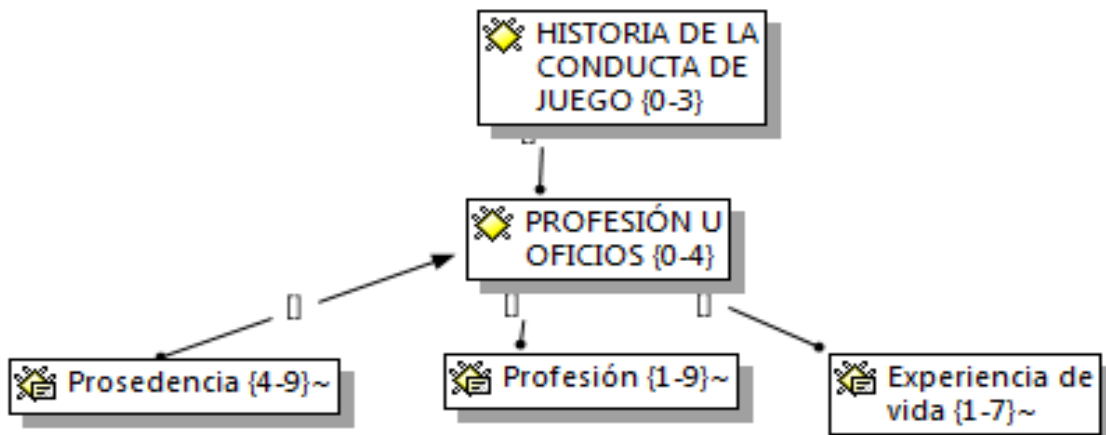 HISTORIA DE LA
CONDUCTA DE
JUEGO {0-3}
PROFESIÓN U
OFICIOS {0-4}
[]
[]
[]
Prosedencia {4-9}~
Profesión {1-9}~
Experiencia de
vida {1-7}~